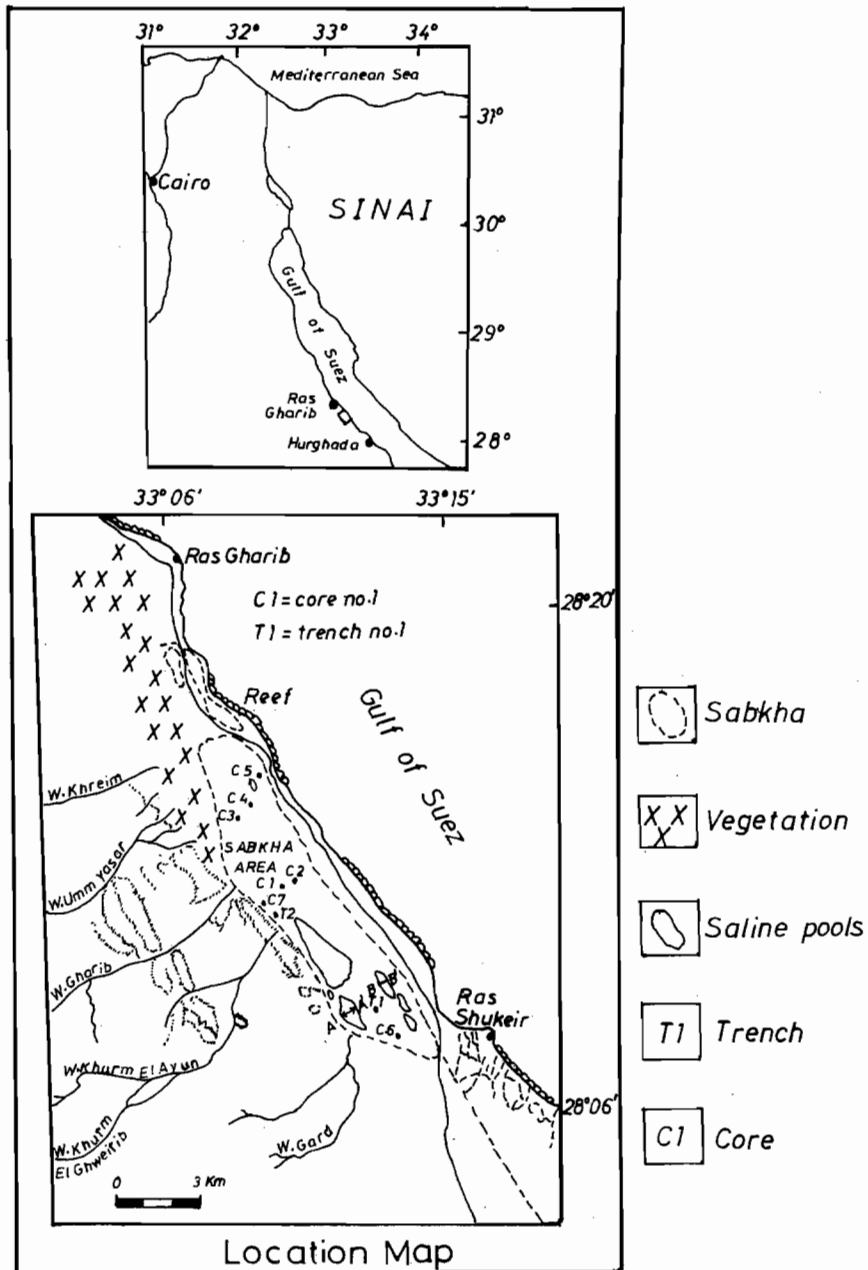 31° 32° 33° 34°
Mediterranean Sea
31°
Cairo
SINAI
30°
Gulf of Suez
29°
Ras
Gharib
Hurghada
28°
33° 06' 33° 15'
Ras Gharib
28° 20'
C1 = core no.1
T1 = trench no.1
Reef
Gulf of Suez
W. Khreim
C5
C4
C3
W. Umm Yasar
SABKHA
AREA
C2
C1
C7
T2
W. Gharib
B B'
A A'
T1
C6
Ras
Shukeir
W. Khurm El Ayun
28° 06'
W. Khurm
El Ghweirib
W. Gard
0 3 Km
Location Map
Sabkha
X X X Vegetation
Saline pools
T1 Trench
C1 Core